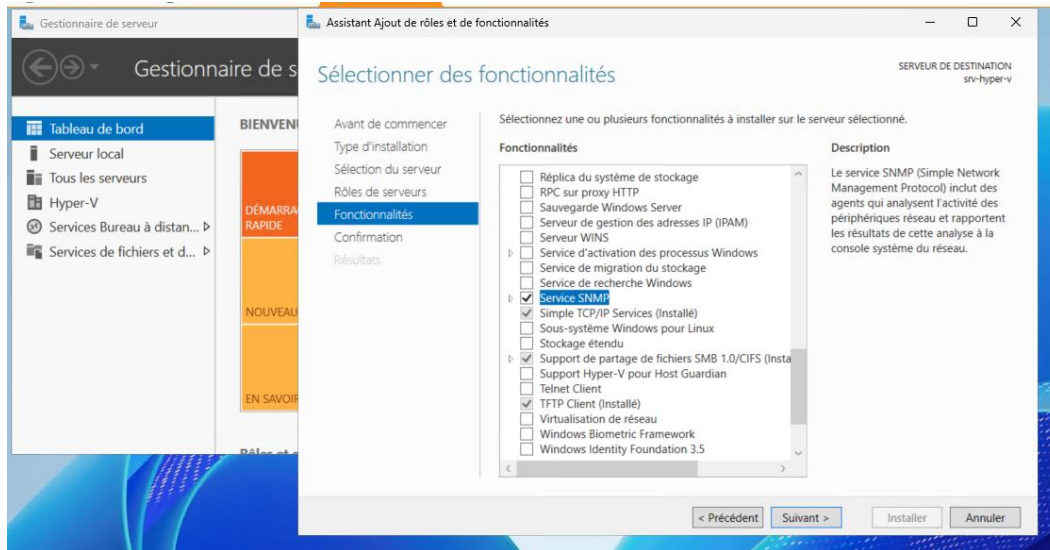 Gestionnaire de serveur
Gestionnaire de s
Tableau de bord
Serveur local
Tous les serveurs
Hyper-V
Services Bureau à distan...
Services de fichiers et d...
BIENVEN
DÉMARRA
RAPIDE
NOUVEAU
EN SAVOIR
Rôles et
Assistant Ajout de rôles et de fonctionnalités
Sélectionner des fonctionnalités
SERVEUR DE DESTINATION
srv-hyper-v
Avant de commencer
Type d'installation
Sélection du serveur
Rôles de serveurs
Fonctionnalités
Confirmation
Résultats
Sélectionnez une ou plusieurs fonctionnalités à installer sur le serveur sélectionné.
Fonctionnalités
Réplica du système de stockage
RPC sur proxy HTTP
Sauvegarde Windows Server
Serveur de gestion des adresses IP (IPAM)
Serveur WINS
Service d'activation des processus Windows
Service de migration du stockage
Service de recherche Windows
Service SNMP
Simple TCP/IP Services (Installé)
Sous-système Windows pour Linux
Stockage étendu
Support de partage de fichiers SMB 1.0/CIFS (Insta
Support Hyper-V pour Host Guardian
Telnet Client
TFTP Client (Installé)
Virtualisation de réseau
Windows Biometric Framework
Windows Identity Foundation 3.5
Description
Le service SNMP (Simple Network
Management Protocol) inclut des
agents qui analysent l'activité des
périphériques réseau et rapportent
les résultats de cette analyse à la
console système du réseau.
< Précédent
Suivant >
Installer
Annuler